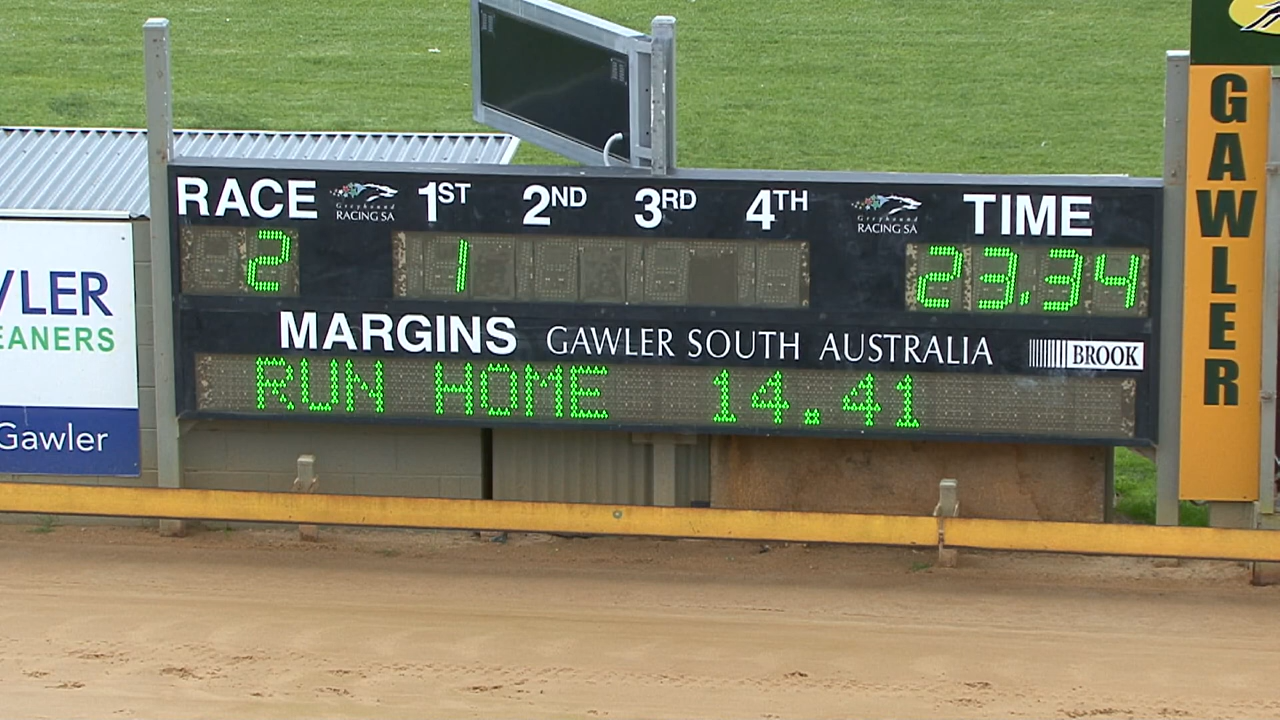 RACE Greyhound RACING SA 1ST 2ND 3RD 4TH Greyhound RACING SA TIME
2 1 23.34
MARGINS GAWLER SOUTH AUSTRALIA BROOK
RUN HOME 14.41
GAWLER
WLER
EANERS
Gawler